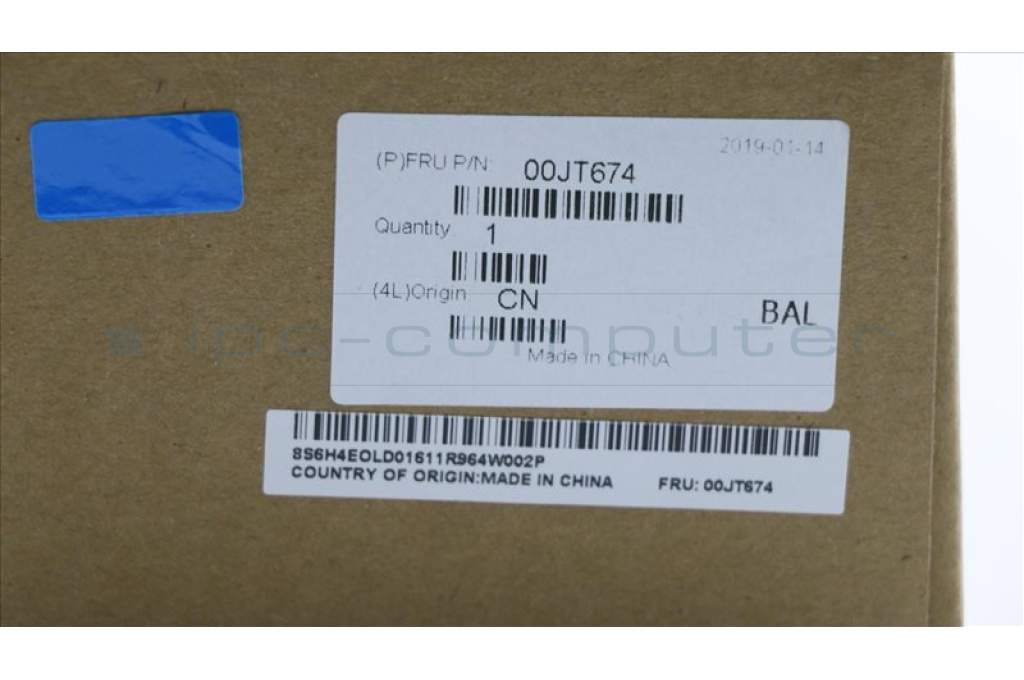 2019-01-14
(P)FRU P/N: 00JT674
Quantity 1
(4L)Origin CN
BAL
ipc-computer
Made in CHINA
8S6H4EOLD01611R964W002P
COUNTRY OF ORIGIN:MADE IN CHINA FRU: 00JT674